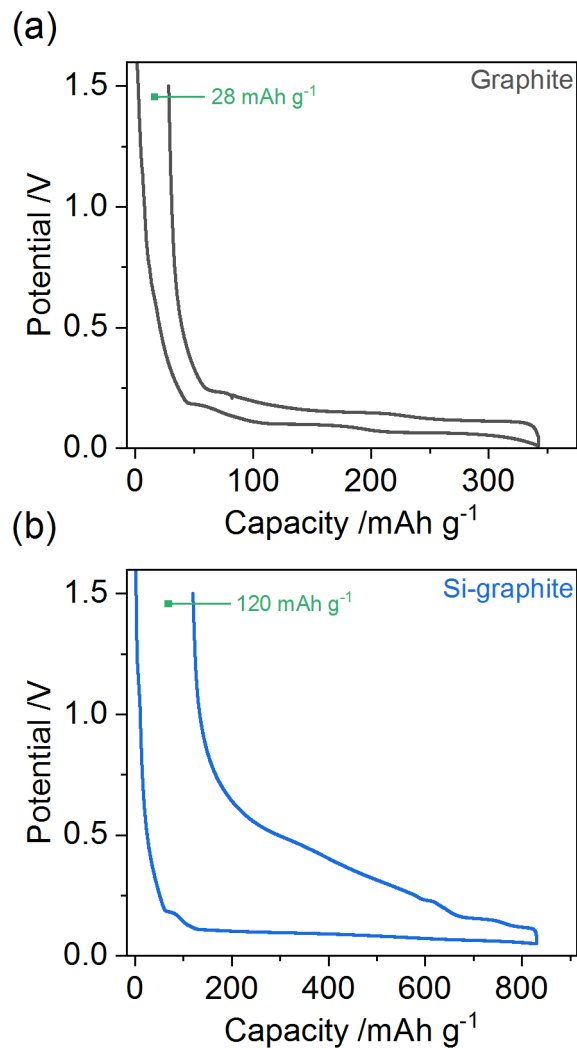 (a)
Graphite
28 mAh g⁻¹
1.5
1.0
0.5
0.0
Potential /V
0 100 200 300
Capacity /mAh g⁻¹
(b)
Si-graphite
120 mAh g⁻¹
1.5
1.0
0.5
0.0
Potential /V
0 200 400 600 800
Capacity /mAh g⁻¹